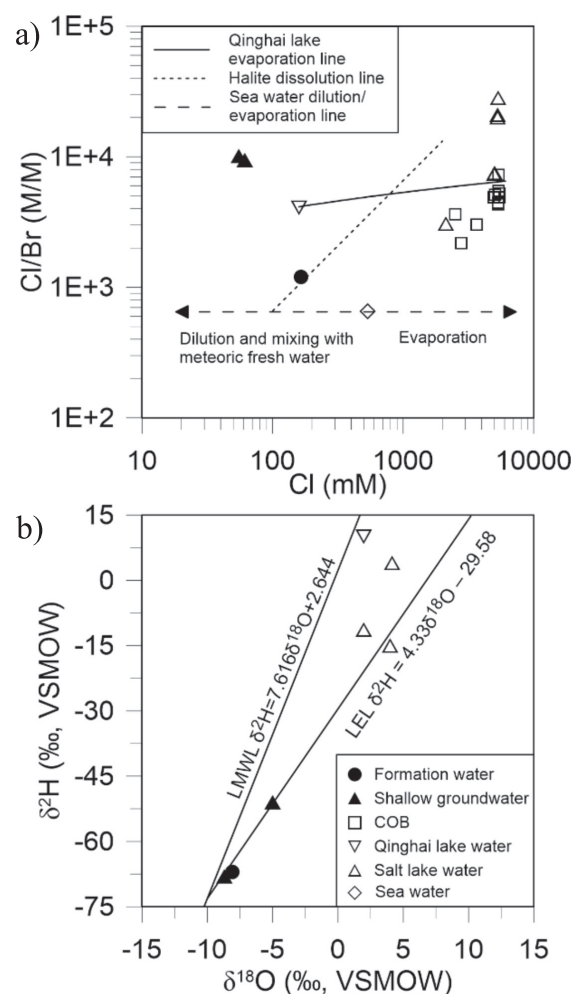 a)
1E+5
Qinghai lake
evaporation line
Halite dissolution line
Sea water dilution/
evaporation line
1E+4
Cl/Br (M/M)
1E+3
Dilution and mixing with
meteoric fresh water
Evaporation
1E+2
10 100 1000 10000
Cl (mM)
b)
15
0
-15
-30
-45
-60
-75
δ²H (‰, VSMOW)
LMWL δ²H=7.616δ¹⁸O+2.644
LEL δ²H = 4.33δ¹⁸O – 29.58
Formation water
Shallow groundwater
COB
Qinghai lake water
Salt lake water
Sea water
-15 -10 -5 0 5 10 15
δ¹⁸O (‰, VSMOW)